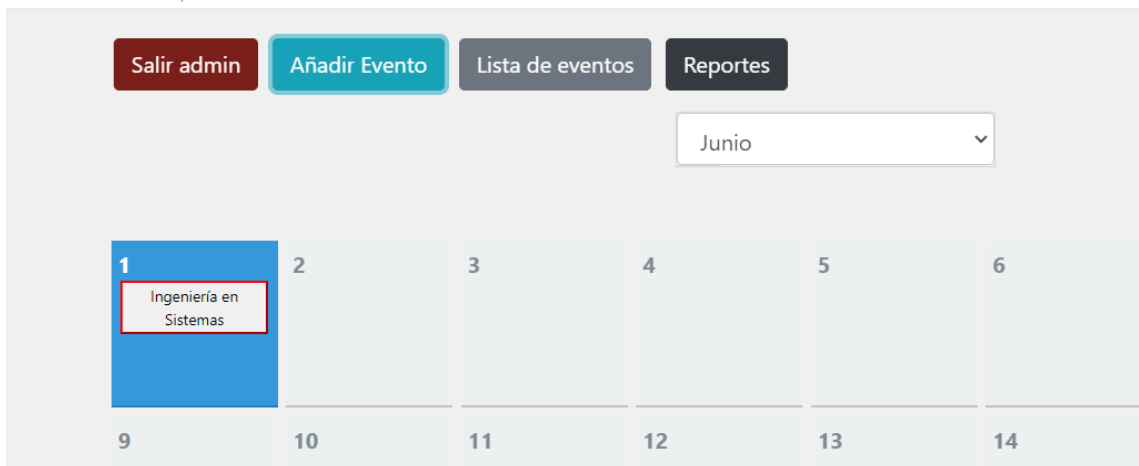 Salir admin Añadir Evento Lista de eventos Reportes
Junio
1 2 3 4 5 6
Ingeniería en
Sistemas
9 10 11 12 13 14